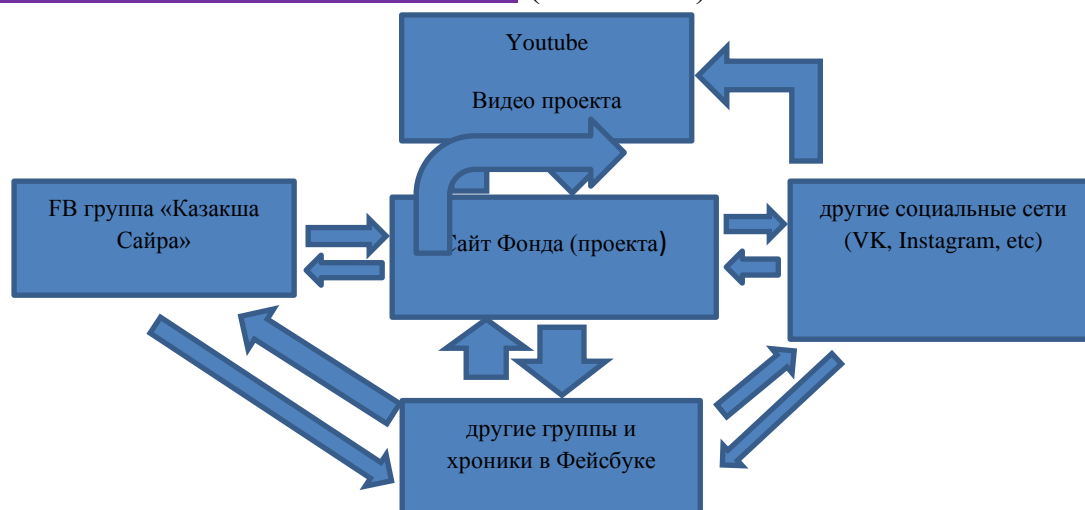 Youtube
Видео проекта
FB группа «Казакша
Сайра»
Сайт Фонда (проекта)
другие социальные сети
(VK, Instagram, etc)
другие группы и
хроники в Фейсбуке